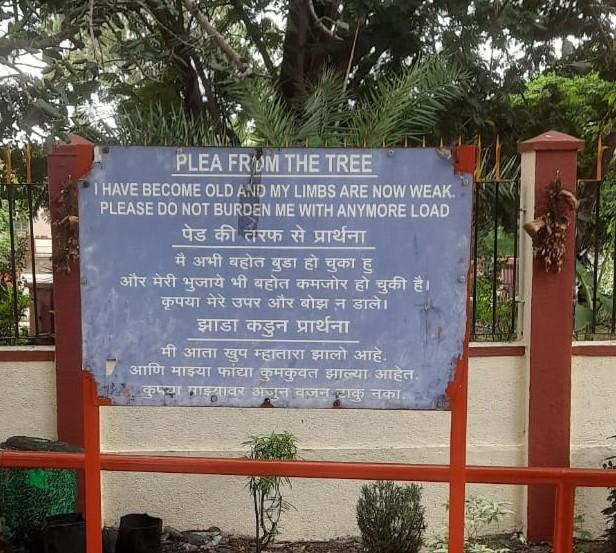 PLEA FROM THE TREE
I HAVE BECOME OLD AND MY LIMBS ARE NOW WEAK.
PLEASE DO NOT BURDEN ME WITH ANYMORE LOAD
पेड की तरफ से प्रार्थना
मै अभी बहोत बुडा हो चुका हु
और मेरी भुजाये भी बहोत कमजोर हो चुकी है।
कृपया मेरे उपर और बोझ न डाले।
झाडा कडुन प्रार्थना
मी आता खुप म्हातारा झालो आहे.
आणि माझ्या फांद्या कुमकुवत झाल्या आहेत.
कृपया माझ्यावर अजून वजन टाकु नका.